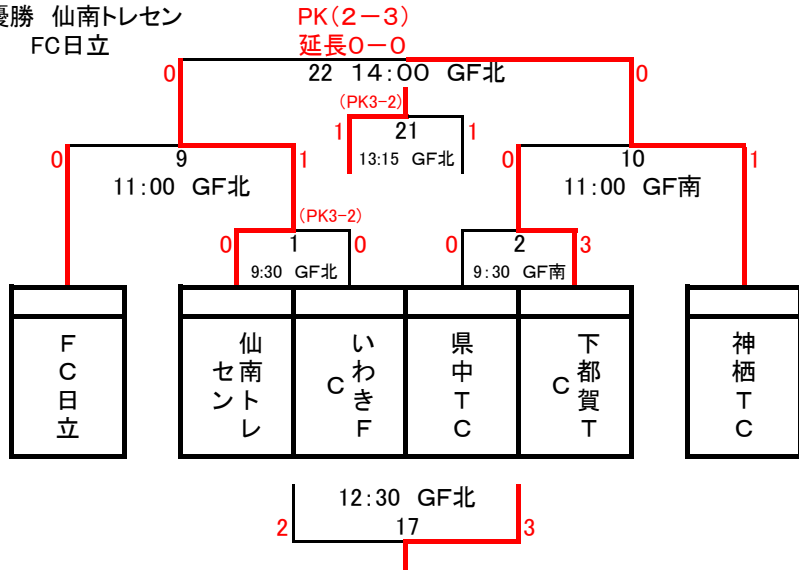 優勝 仙南トレセン
FC日立
PK(2－3)
延長0－0
0
22 14:00 GF北
0
(PK3-2)
1
21
1
13:15 GF北
0
9
1
11:00 GF北
0
10
1
11:00 GF南
(PK3-2)
0
1
0
9:30 GF北
0
2
3
9:30 GF南
FC日立
仙南トレセン
いわきFC
県中TC
下都賀TC
神栖TC
12:30 GF北
2
17
3